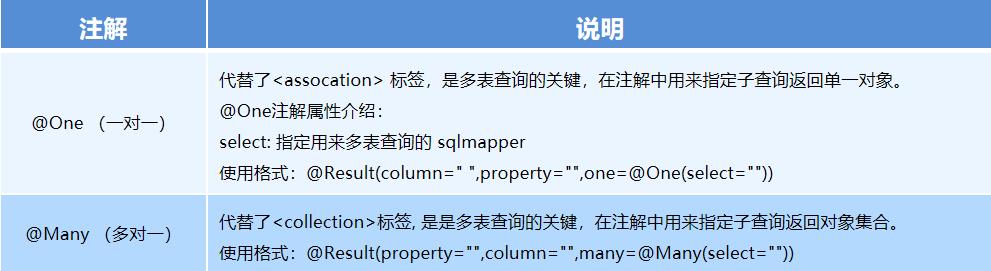 注解 说明
@One （一对一）
代替了<assocation> 标签，是多表查询的关键，在注解中用来指定子查询返回单一对象。
@One注解属性介绍：
select: 指定用来多表查询的 sqlmapper
使用格式：@Result(column=" ",property="",one=@One(select=""))
@Many （多对一）
代替了<collection>标签, 是是多表查询的关键，在注解中用来指定子查询返回对象集合。
使用格式：@Result(property="",column="",many=@Many(select=""))